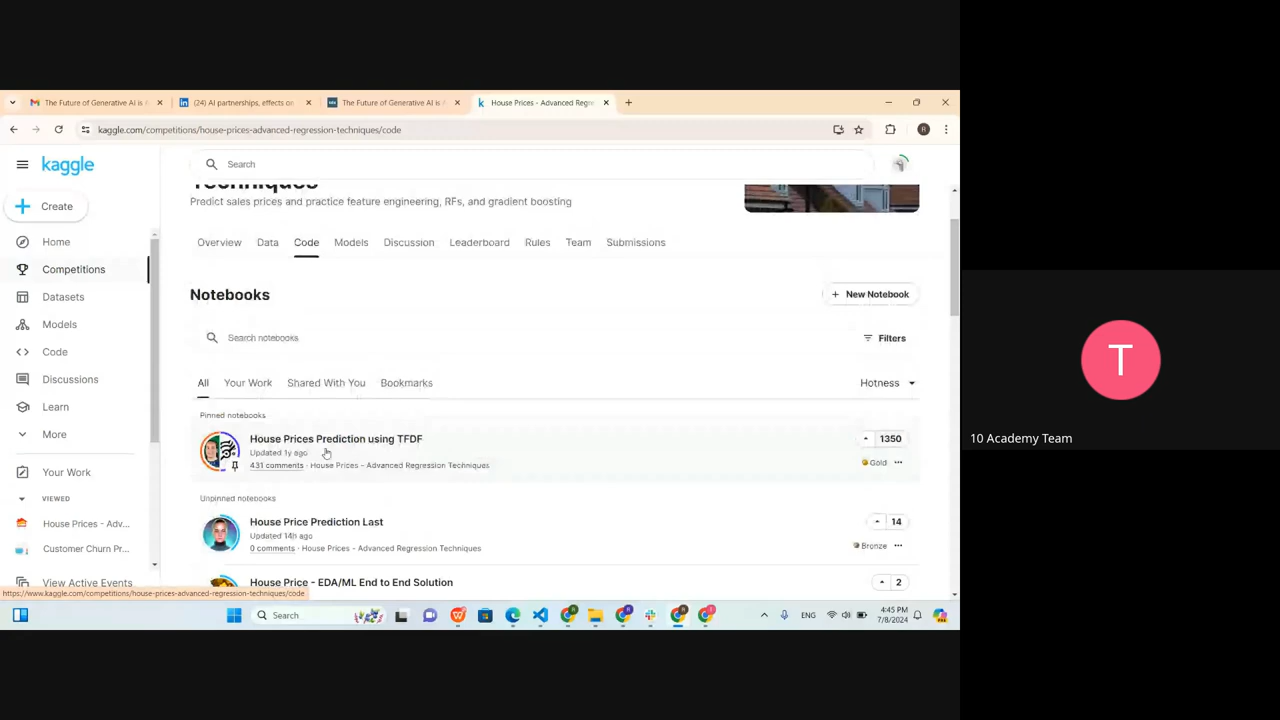 The Future of Generative AI is
(24) AI partnerships, effects on
The Future of Generative AI is
House Prices - Advanced Regre
kaggle.com/competitions/house-prices-advanced-regression-techniques/code
R
kaggle
Search
Techniques
Predict sales prices and practice feature engineering, RFs, and gradient boosting
Create
Home
Competitions
Datasets
Models
Code
Discussions
Learn
More
Your Work
VIEWED
House Prices - Adv...
Customer Churn Pr...
View Active Events
Overview
Data
Code
Models
Discussion
Leaderboard
Rules
Team
Submissions
Notebooks
+ New Notebook
Search notebooks
Filters
All
Your Work
Shared With You
Bookmarks
Hotness
Pinned notebooks
House Prices Prediction using TFDF
Updated 1y ago
431 comments · House Prices - Advanced Regression Techniques
1350
Gold ...
Unpinned notebooks
House Price Prediction Last
Updated 14h ago
0 comments · House Prices - Advanced Regression Techniques
14
Bronze ...
House Price - EDA/ML End to End Solution
2
https://www.kaggle.com/competitions/house-prices-advanced-regression-techniques/code
Search
ENG
4:45 PM
7/8/2024
T
10 Academy Team